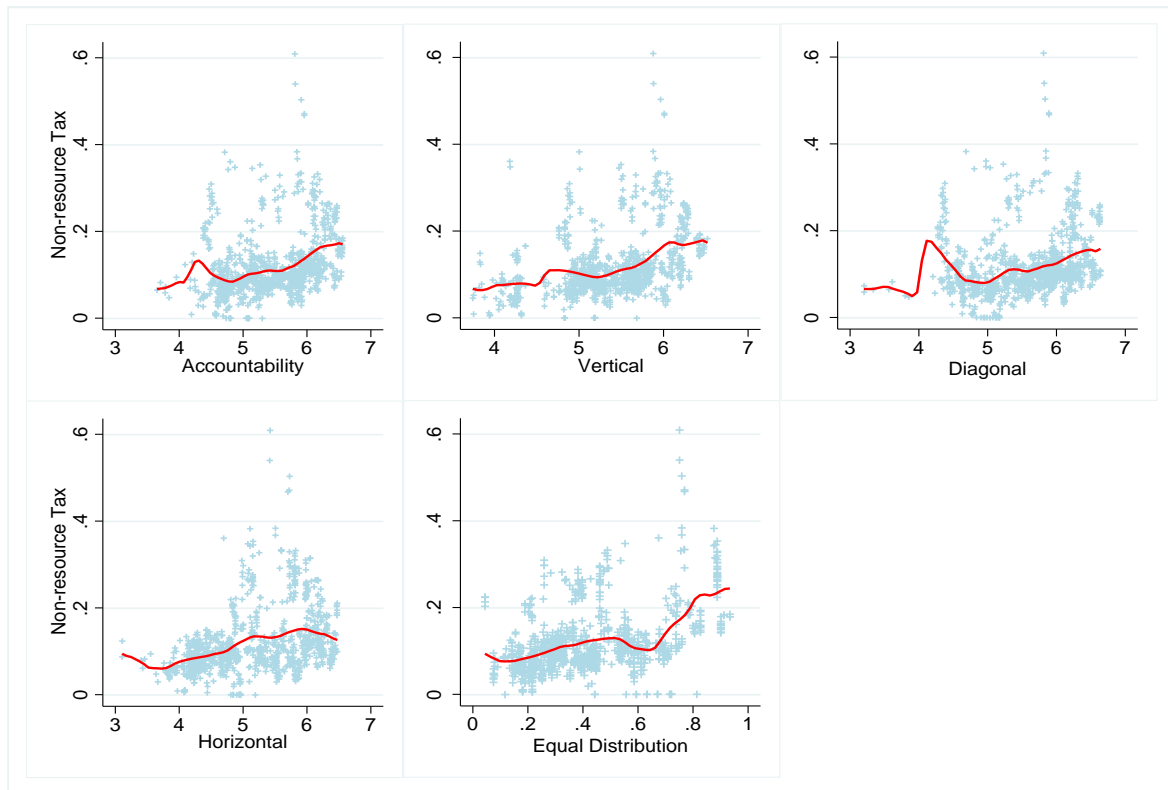 Non-resource Tax
0 .2 .4 .6
3 4 5 6 7
Accountability
0 .2 .4 .6
4 5 6 7
Vertical
0 .2 .4 .6
3 4 5 6 7
Diagonal
Non-resource Tax
0 .2 .4 .6
3 4 5 6 7
Horizontal
0 .2 .4 .6
0 .2 .4 .6 .8 1
Equal Distribution